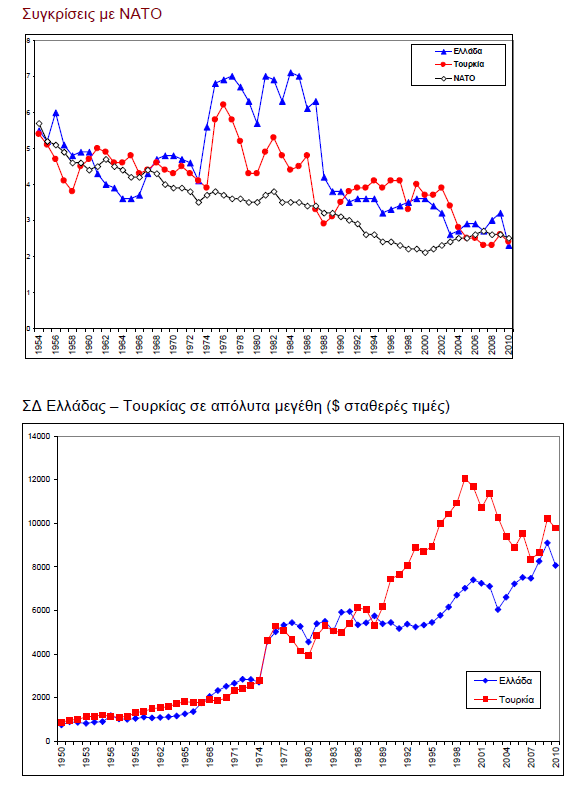 Συγκρίσεις με ΝΑΤΟ
8
7
6
5
4
3
2
1
0
Ελλάδα
Τουρκία
ΝΑΤΟ
1954 1956 1958 1960 1962 1964 1966 1968 1970 1972 1974 1976 1978 1980 1982 1984 1986 1988 1990 1992 1994 1996 1998 2000 2002 2004 2006 2008 2010
ΣΔ Ελλάδας – Τουρκίας σε απόλυτα μεγέθη ($ σταθερές τιμές)
14000
12000
10000
8000
6000
4000
2000
0
Ελλάδα
Τουρκία
1950 1953 1956 1959 1962 1965 1968 1971 1974 1977 1980 1983 1986 1989 1992 1995 1998 2001 2004 2007 2010